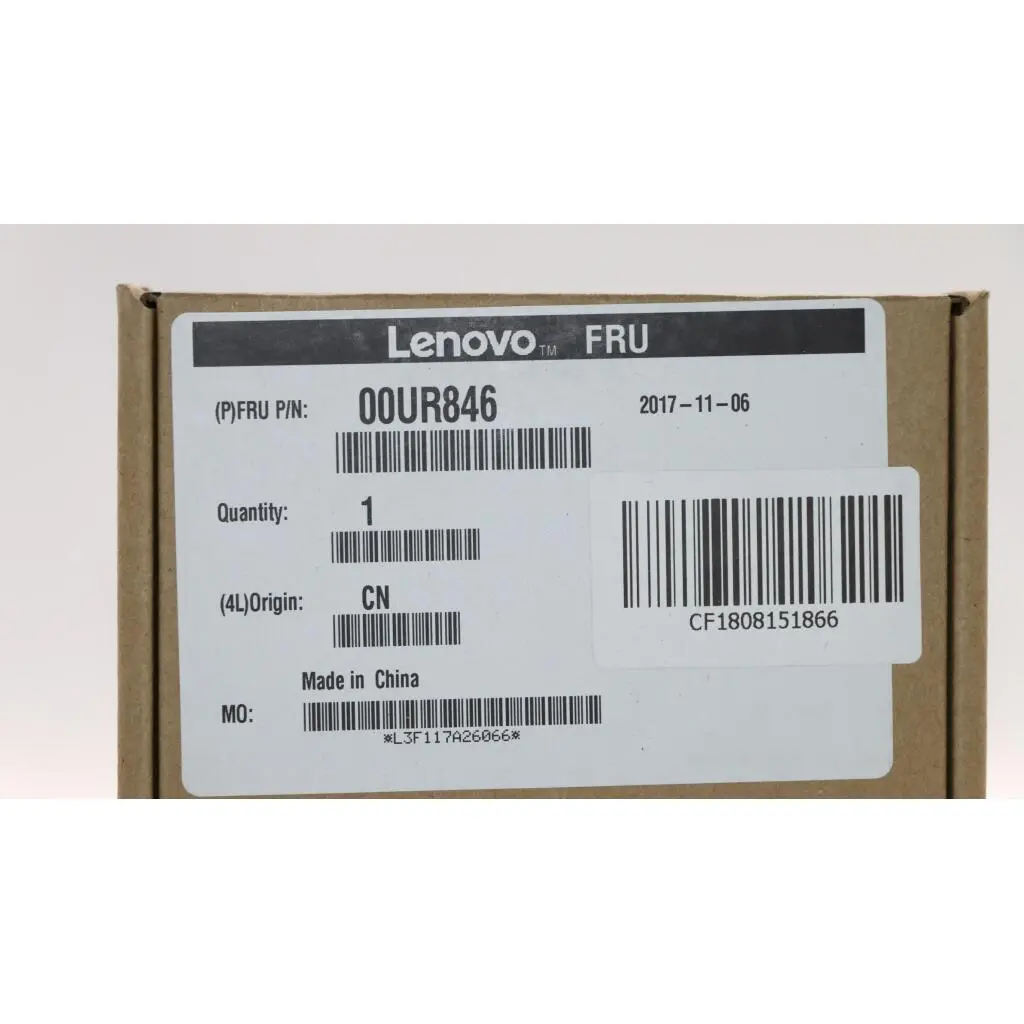 Lenovo™ FRU
(P)FRU P/N: 00UR846 2017-11-06
Quantity: 1
CF1808151866
(4L)Origin: CN
Made in China
MO:
*L3F117A26066*